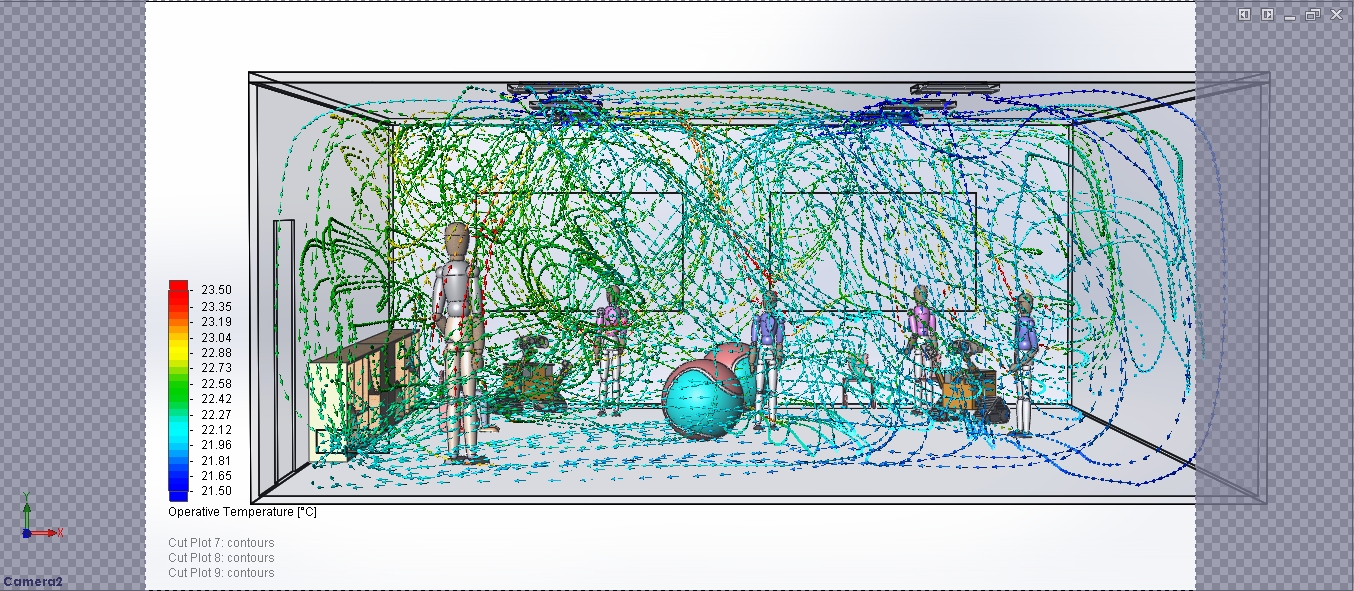 23.50
23.35
23.19
23.04
22.88
22.73
22.58
22.42
22.27
22.12
21.96
21.81
21.65
21.50
Operative Temperature [°C]
Cut Plot 7: contours
Cut Plot 8: contours
Cut Plot 9: contours
Y
X
Camera2